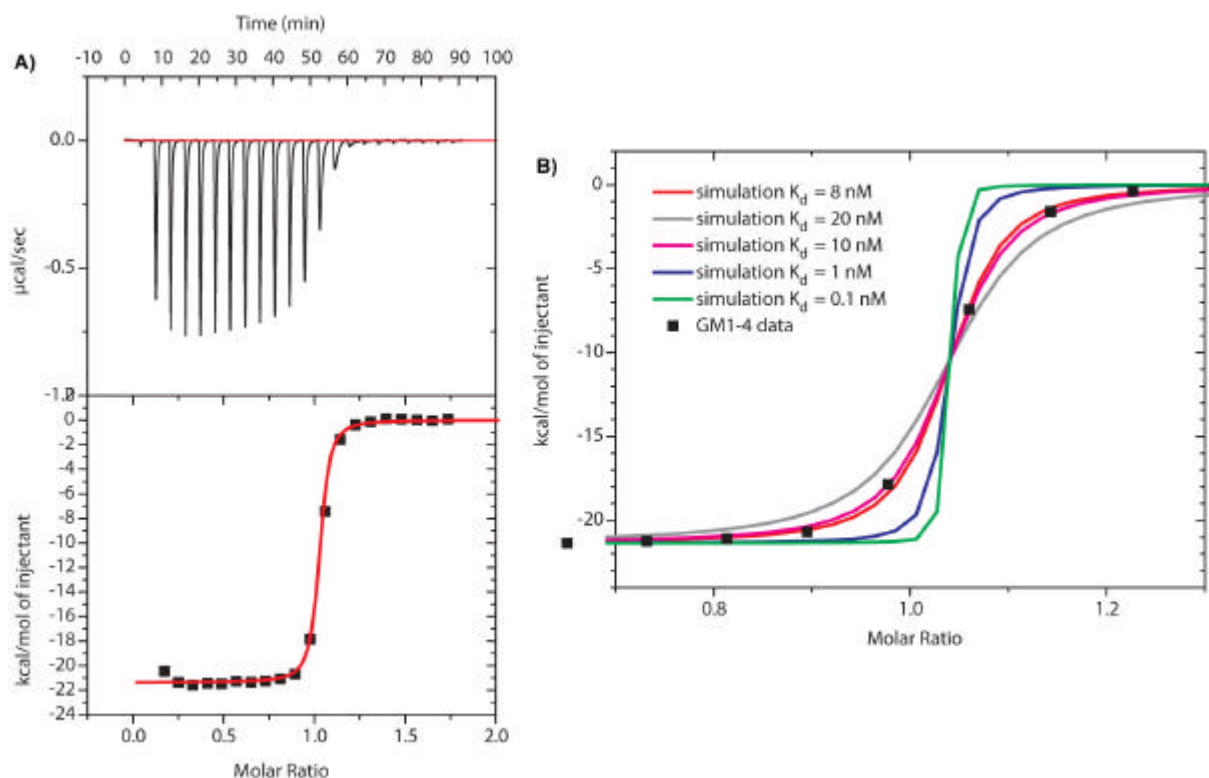 Time (min)
A)
-10 0 10 20 30 40 50 60 70 80 90 100
0.0
-0.5
µcal/sec
0
-2
-4
-6
-8
-10
-12
-14
-16
-18
-20
-22
-24
kcal/mol of injectant
0.0 0.5 1.0 1.5 2.0
Molar Ratio
B)
simulation Kd = 8 nM
simulation Kd = 20 nM
simulation Kd = 10 nM
simulation Kd = 1 nM
simulation Kd = 0.1 nM
GM1-4 data
0
-5
-10
-15
-20
kcal/mol of injectant
0.8 1.0 1.2
Molar Ratio